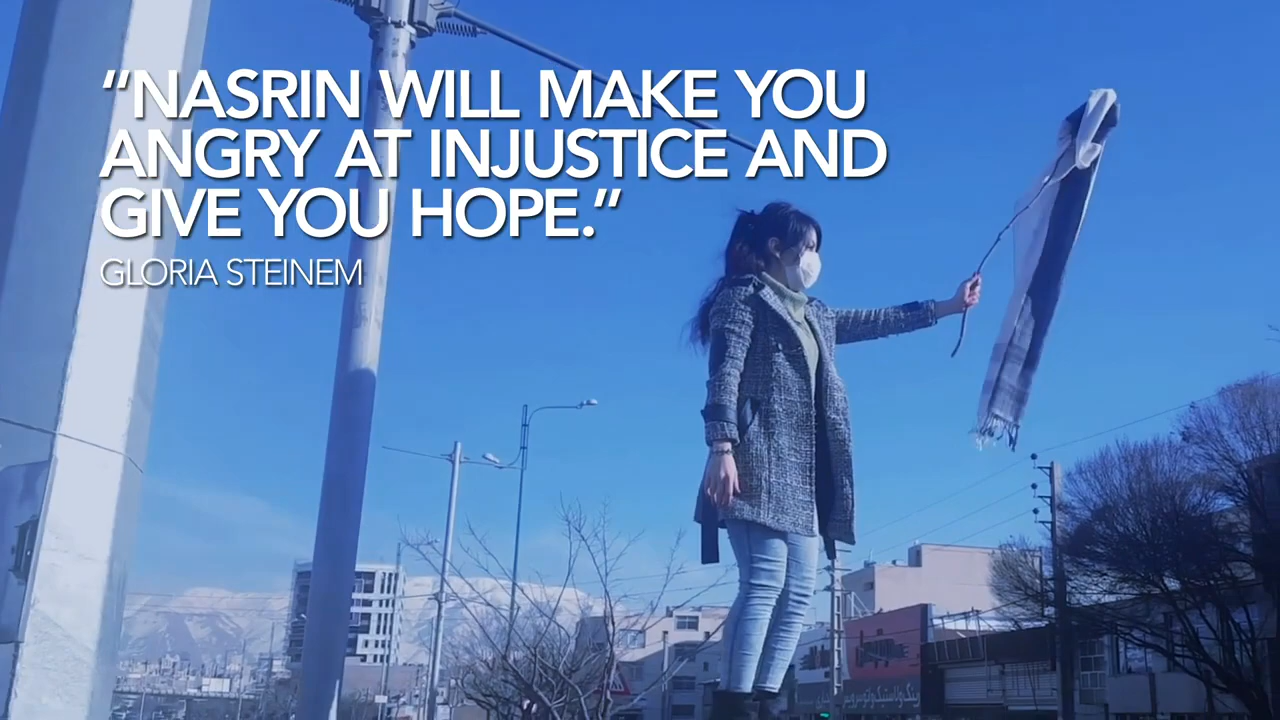 “NASRIN WILL MAKE YOU
ANGRY AT INJUSTICE AND
GIVE YOU HOPE.”
GLORIA STEINEM